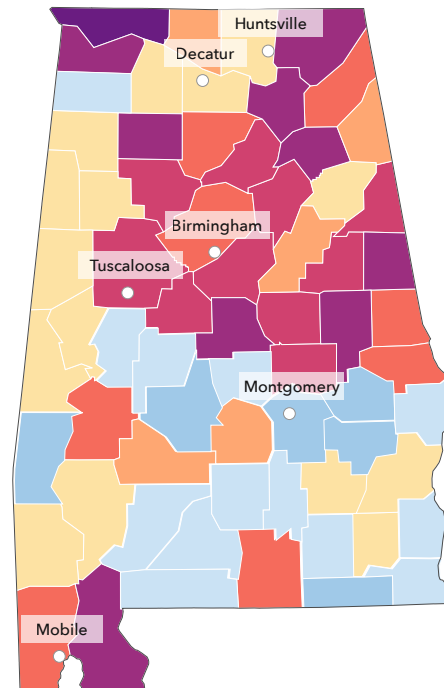 Huntsville
Decatur
Birmingham
Tuscaloosa
Montgomery
Mobile